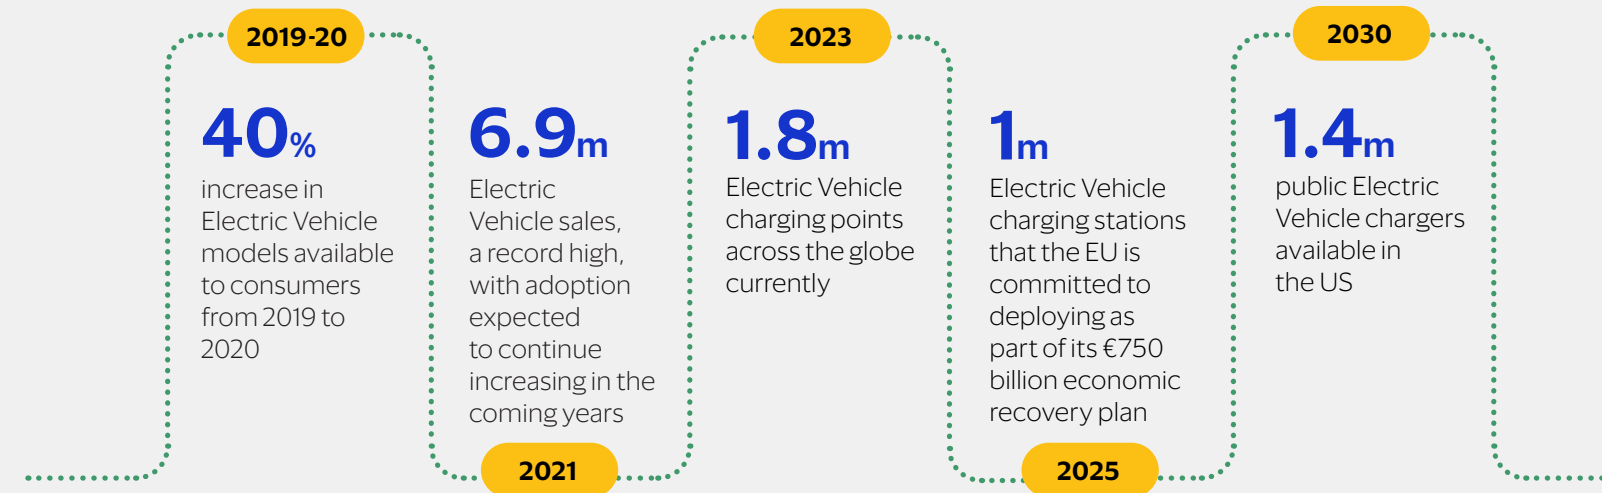 2019-20
40%
increase in
Electric Vehicle
models available
to consumers
from 2019 to
2020
6.9m
Electric
Vehicle sales,
a record high,
with adoption
expected
to continue
increasing in the
coming years
2021
2023
1.8m
Electric Vehicle
charging points
across the globe
currently
1m
Electric Vehicle
charging stations
that the EU is
committed to
deploying as
part of its €750
billion economic
recovery plan
2025
2030
1.4m
public Electric
Vehicle chargers
available in
the US